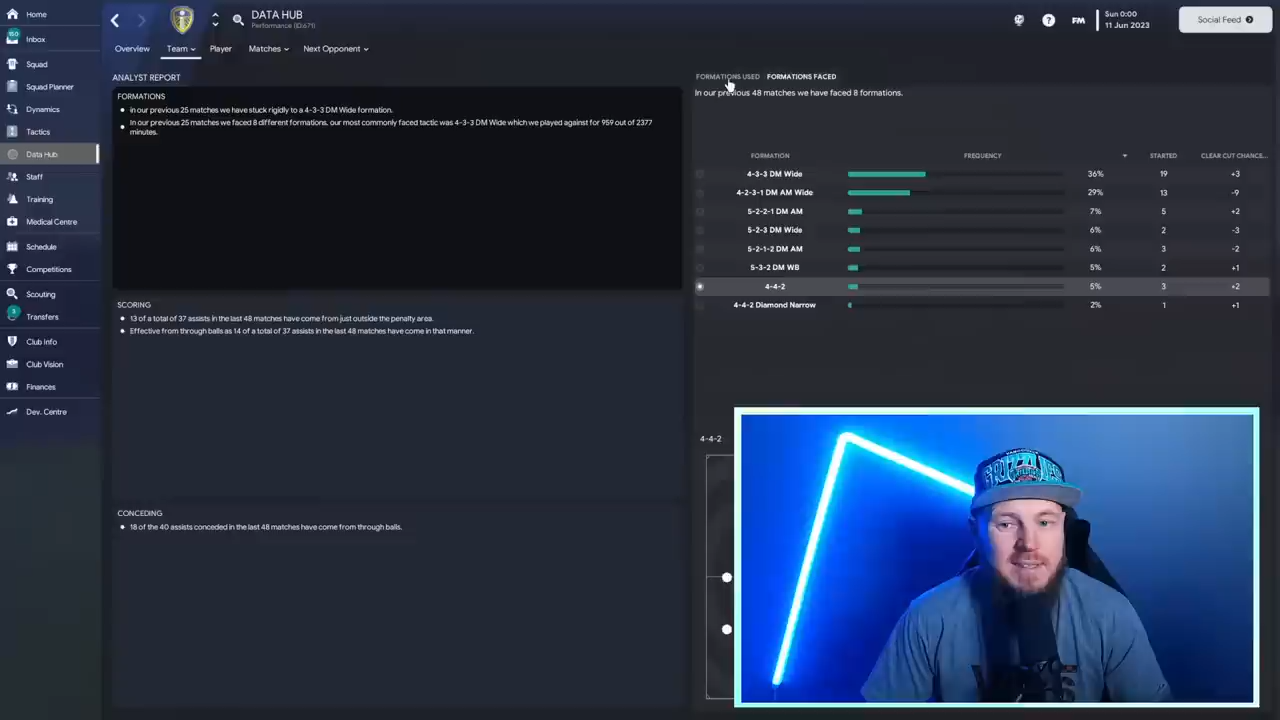 Home
Inbox
Squad
Squad Planner
Dynamics
Tactics
Data Hub
Staff
Training
Medical Centre
Schedule
Competitions
Scouting
3
Transfers
Club Info
Club Vision
Finances
Dev. Centre
DATA HUB
Performance (ID:671)
?
FM
Sun 0:00
11 Jun 2023
Social Feed
Overview
Team
Player
Matches
Next Opponent
ANALYST REPORT
FORMATIONS
in our previous 25 matches we have stuck rigidly to a 4-3-3 DM Wide formation.
In our previous 25 matches we faced 8 different formations, our most commonly faced tactic was 4-3-3 DM Wide which we played against for 959 out of 2377
minutes.
SCORING
13 of a total of 37 assists in the last 48 matches have come from just outside the penalty area.
Effective from through balls as 14 of a total of 37 assists in the last 48 matches have come in that manner.
CONCEDING
18 of the 40 assists conceded in the last 48 matches have come from through balls.
FORMATIONS USED FORMATIONS FACED
In our previous 48 matches we have faced 8 formations.
FORMATION FREQUENCY STARTED CLEAR CUT CHANCE...
4-3-3 DM Wide 36% 19 +3
4-2-3-1 DM AM Wide 29% 13 -9
5-2-2-1 DM AM 7% 5 +2
5-2-3 DM Wide 6% 2 -3
5-2-1-2 DM AM 6% 3 -2
5-3-2 DM WB 5% 2 +1
4-4-2 5% 3 +2
4-4-2 Diamond Narrow 2% 1 +1
4-4-2
VANCOUVER
GRIZZLIES